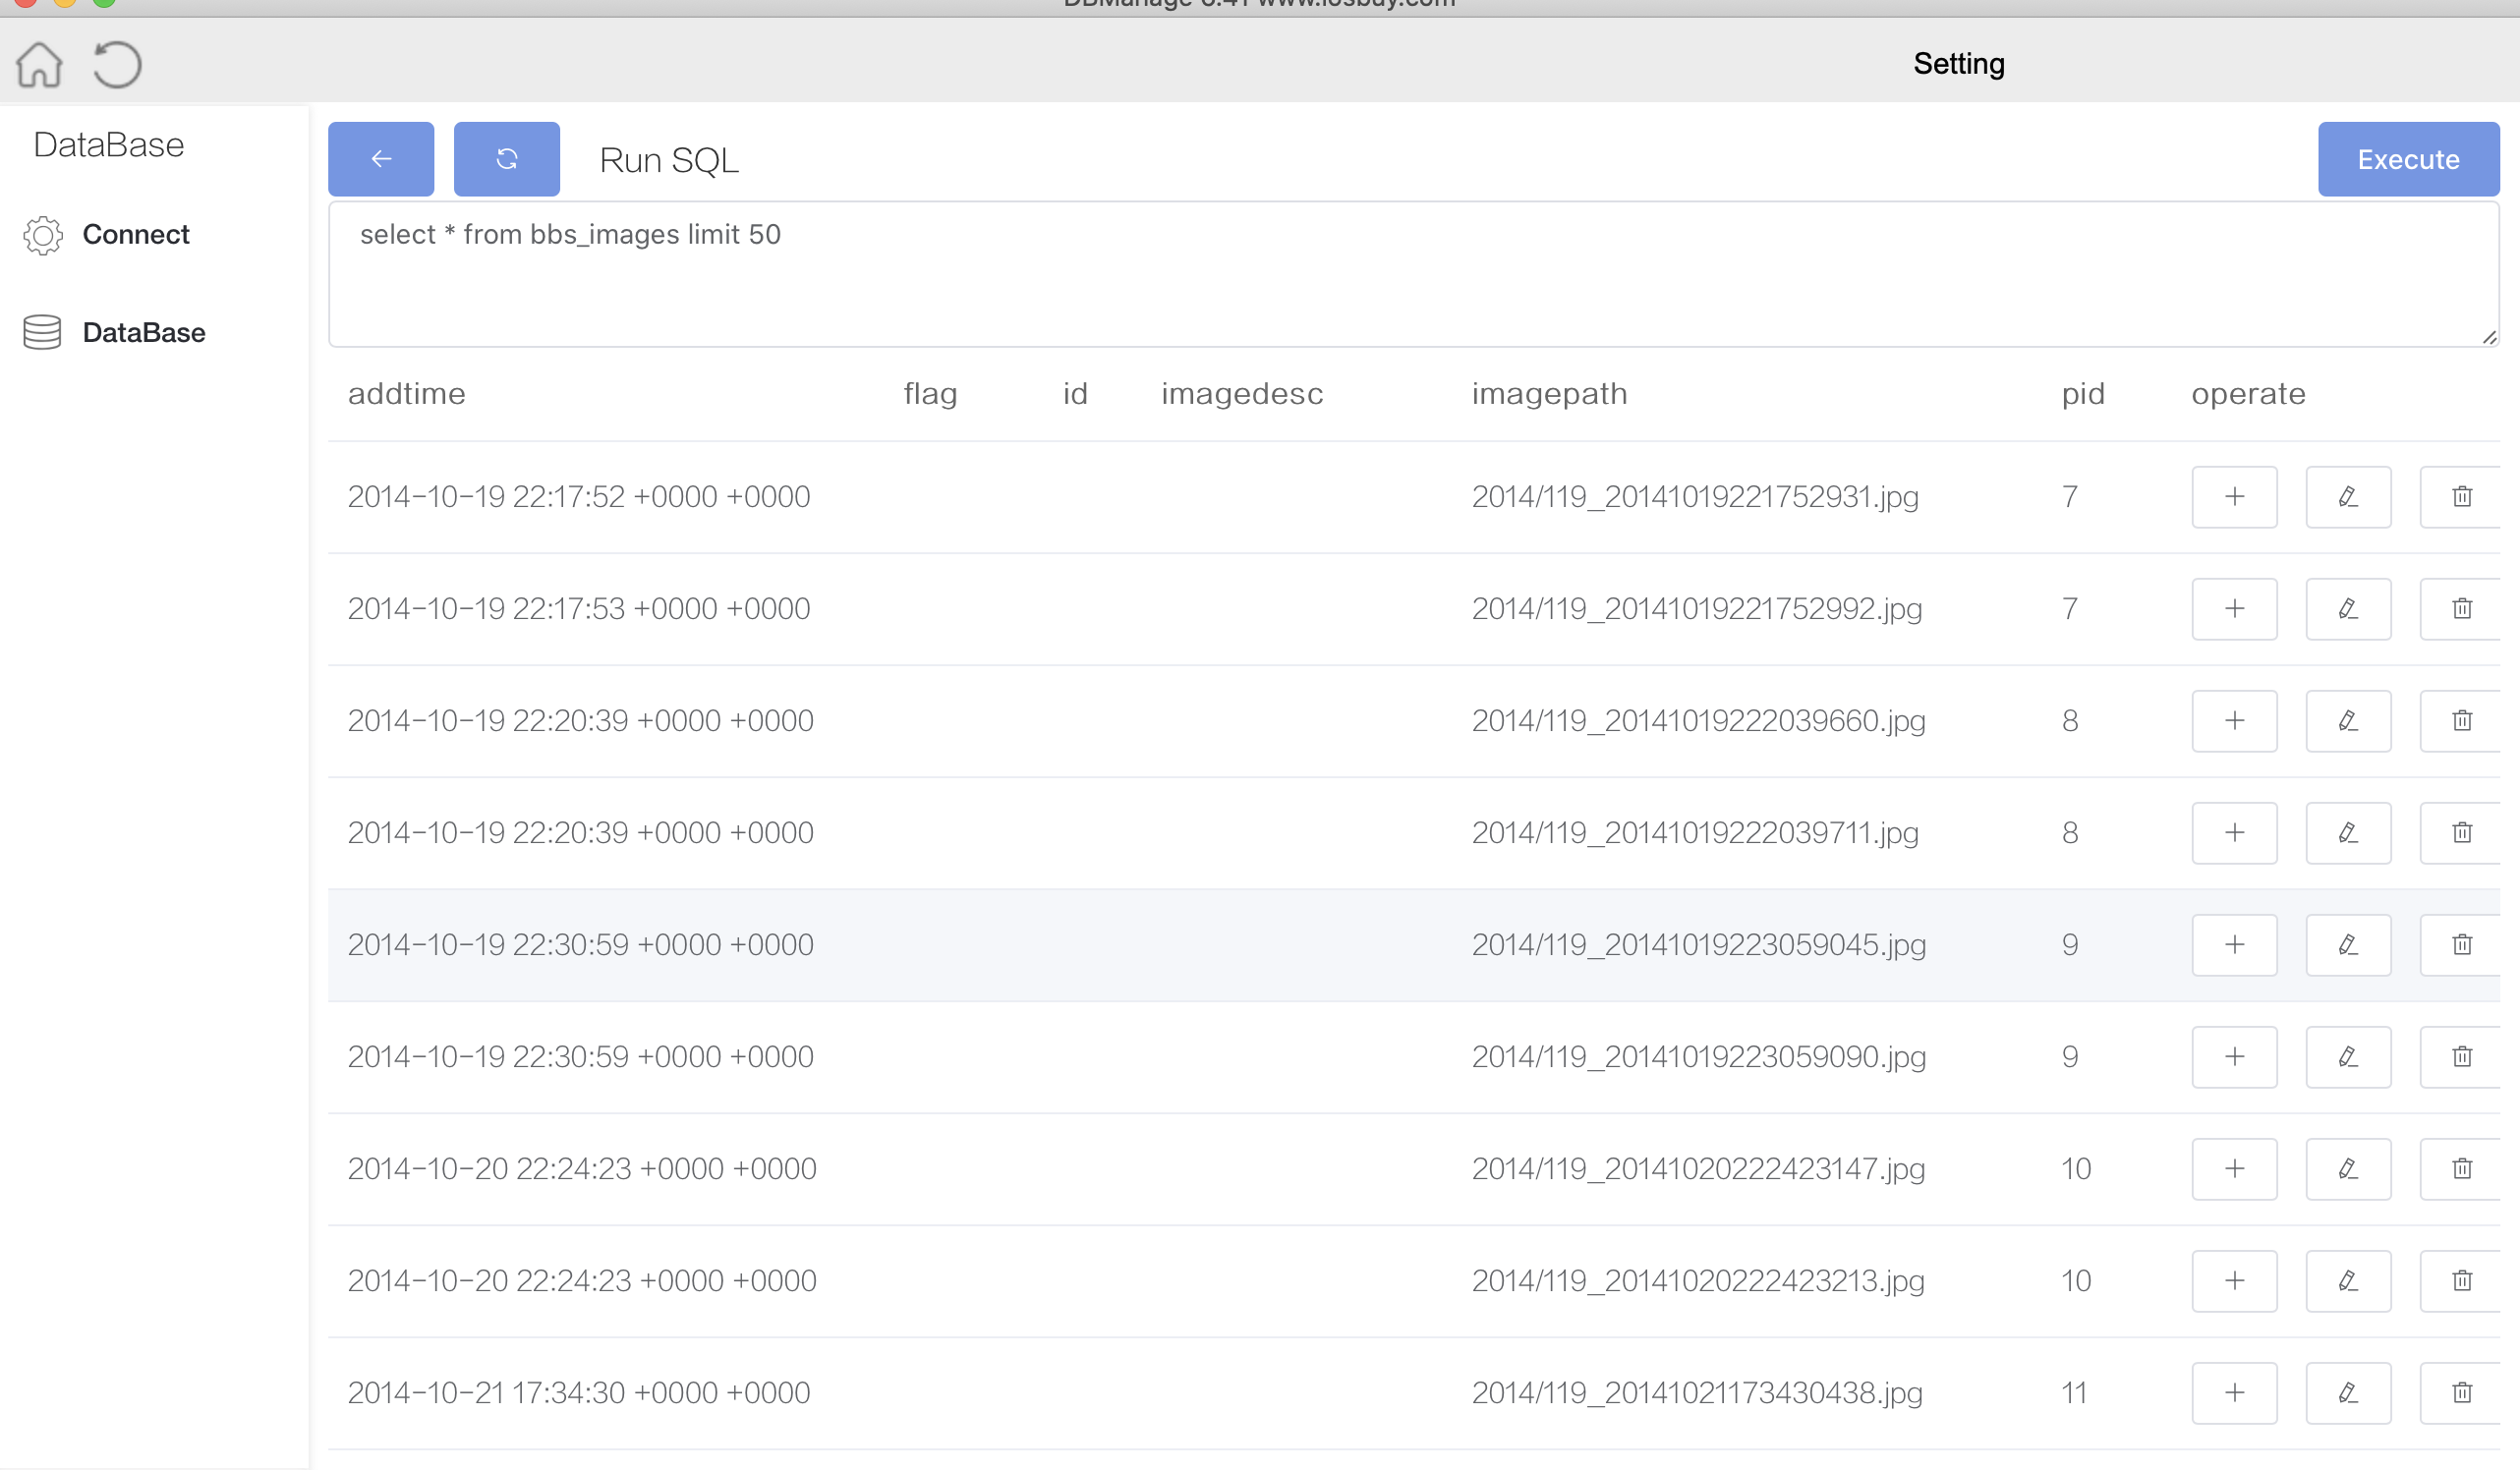 Setting
DataBase
Connect
DataBase
Run SQL
Execute
select * from bbs_images limit 50
addtime flag id imagedesc imagepath pid operate
2014-10-19 22:17:52 +0000 +0000 2014/119_20141019221752931.jpg 7
2014-10-19 22:17:53 +0000 +0000 2014/119_20141019221752992.jpg 7
2014-10-19 22:20:39 +0000 +0000 2014/119_20141019222039660.jpg 8
2014-10-19 22:20:39 +0000 +0000 2014/119_20141019222039711.jpg 8
2014-10-19 22:30:59 +0000 +0000 2014/119_20141019223059045.jpg 9
2014-10-19 22:30:59 +0000 +0000 2014/119_20141019223059090.jpg 9
2014-10-20 22:24:23 +0000 +0000 2014/119_20141020222423147.jpg 10
2014-10-20 22:24:23 +0000 +0000 2014/119_20141020222423213.jpg 10
2014-10-21 17:34:30 +0000 +0000 2014/119_20141021173430438.jpg 11